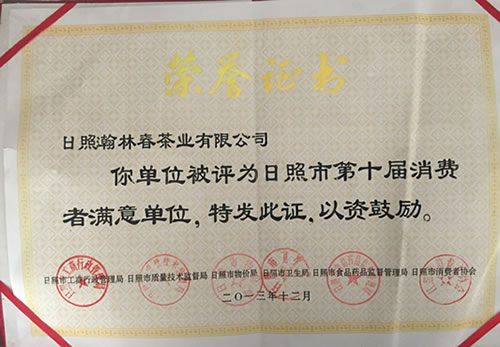 荣誉证书
日照瀚林春茶业有限公司
你单位被评为日照市第十届消费
者满意单位，特发此证，以资鼓励。
日照市工商行政管理局 日照市质量技术监督局 日照市物价局 日照市卫生局 日照市食品药品监督管理局 日照市消费者协会
二〇一三年十二月